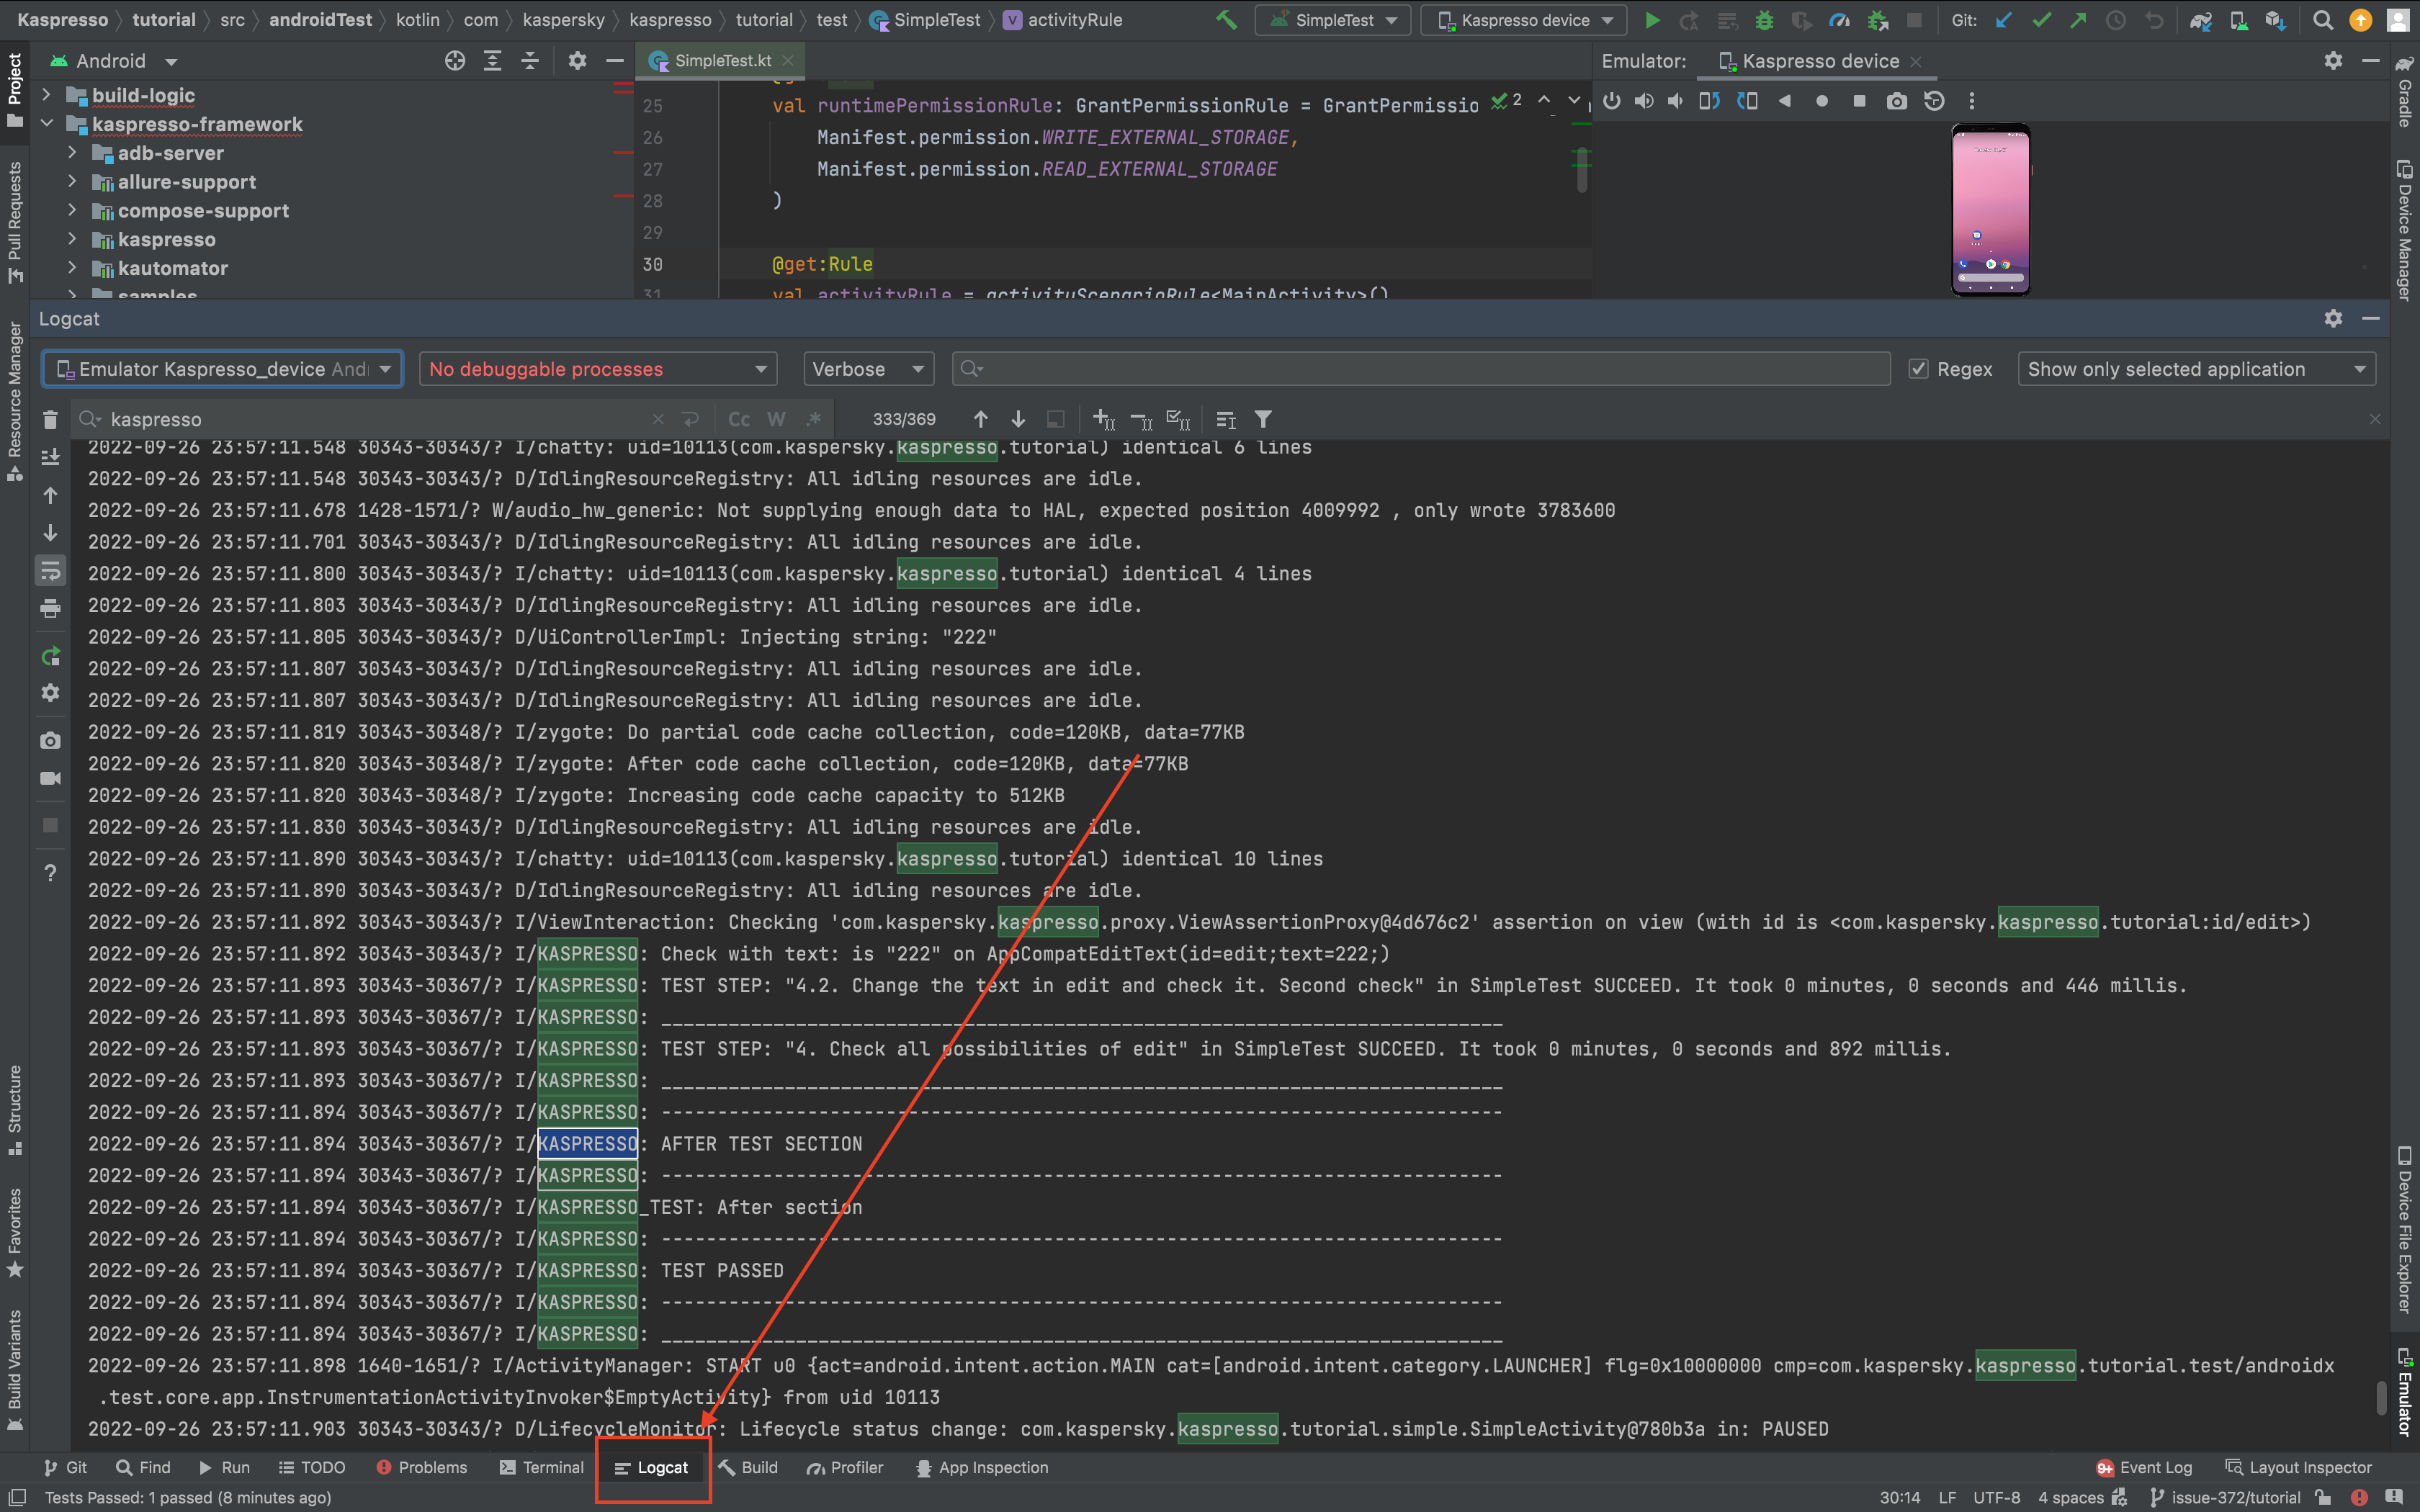 Kaspresso tutorial src androidTest kotlin com kaspersky kaspresso tutorial test SimpleTest V activityRule
SimpleTest Kaspresso device Git:
Project
Android
SimpleTest.kt
Emulator: Kaspresso device
Gradle
build-logic
kaspresso-framework
adb-server
allure-support
compose-support
kaspresso
kautomator
samples
25 val runtimePermissionRule: GrantPermissionRule = GrantPermissio 2
26 Manifest.permission.WRITE_EXTERNAL_STORAGE,
27 Manifest.permission.READ_EXTERNAL_STORAGE
28 )
29
30 @get:Rule
31 val activityRule = activityScenarioRule<MainActivity>()
Pull Requests
Device Manager
Resource Manager
Logcat
Emulator Kaspresso_device And No debuggable processes Verbose Regex Show only selected application
kaspresso Cc W .* 333/369
2022-09-26 23:57:11.548 30343-30343/? I/chatty: uid=10113(com.kaspersky.kaspresso.tutorial) identical 6 lines
2022-09-26 23:57:11.548 30343-30343/? D/IdlingResourceRegistry: All idling resources are idle.
2022-09-26 23:57:11.678 1428-1571/? W/audio_hw_generic: Not supplying enough data to HAL, expected position 4009992 , only wrote 3783600
2022-09-26 23:57:11.701 30343-30343/? D/IdlingResourceRegistry: All idling resources are idle.
2022-09-26 23:57:11.800 30343-30343/? I/chatty: uid=10113(com.kaspersky.kaspresso.tutorial) identical 4 lines
2022-09-26 23:57:11.803 30343-30343/? D/IdlingResourceRegistry: All idling resources are idle.
2022-09-26 23:57:11.805 30343-30343/? D/UiControllerImpl: Injecting string: "222"
2022-09-26 23:57:11.807 30343-30343/? D/IdlingResourceRegistry: All idling resources are idle.
2022-09-26 23:57:11.807 30343-30343/? D/IdlingResourceRegistry: All idling resources are idle.
2022-09-26 23:57:11.819 30343-30348/? I/zygote: Do partial code cache collection, code=120KB, data=77KB
2022-09-26 23:57:11.820 30343-30348/? I/zygote: After code cache collection, code=120KB, data=77KB
2022-09-26 23:57:11.820 30343-30348/? I/zygote: Increasing code cache capacity to 512KB
2022-09-26 23:57:11.830 30343-30343/? D/IdlingResourceRegistry: All idling resources are idle.
2022-09-26 23:57:11.890 30343-30343/? I/chatty: uid=10113(com.kaspersky.kaspresso.tutorial) identical 10 lines
2022-09-26 23:57:11.890 30343-30343/? D/IdlingResourceRegistry: All idling resources are idle.
2022-09-26 23:57:11.892 30343-30343/? I/ViewInteraction: Checking 'com.kaspersky.kaspresso.proxy.ViewAssertionProxy@4d676c2' assertion on view (with id is <com.kaspersky.kaspresso.tutorial:id/edit>)
2022-09-26 23:57:11.892 30343-30343/? I/KASPRESSO: Check with text: is "222" on AppCompatEditText(id=edit;text=222;)
2022-09-26 23:57:11.893 30343-30367/? I/KASPRESSO: TEST STEP: "4.2. Change the text in edit and check it. Second check" in SimpleTest SUCCEED. It took 0 minutes, 0 seconds and 446 millis.
2022-09-26 23:57:11.893 30343-30367/? I/KASPRESSO: ___________________________________________________________________________
2022-09-26 23:57:11.893 30343-30367/? I/KASPRESSO: TEST STEP: "4. Check all possibilities of edit" in SimpleTest SUCCEED. It took 0 minutes, 0 seconds and 892 millis.
2022-09-26 23:57:11.893 30343-30367/? I/KASPRESSO: ___________________________________________________________________________
2022-09-26 23:57:11.894 30343-30367/? I/KASPRESSO: ---------------------------------------------------------------------------
2022-09-26 23:57:11.894 30343-30367/? I/KASPRESSO: AFTER TEST SECTION
2022-09-26 23:57:11.894 30343-30367/? I/KASPRESSO: ---------------------------------------------------------------------------
2022-09-26 23:57:11.894 30343-30367/? I/KASPRESSO_TEST: After section
2022-09-26 23:57:11.894 30343-30367/? I/KASPRESSO: ---------------------------------------------------------------------------
2022-09-26 23:57:11.894 30343-30367/? I/KASPRESSO: TEST PASSED
2022-09-26 23:57:11.894 30343-30367/? I/KASPRESSO: ---------------------------------------------------------------------------
2022-09-26 23:57:11.894 30343-30367/? I/KASPRESSO: ___________________________________________________________________________
2022-09-26 23:57:11.898 1640-1651/? I/ActivityManager: START u0 {act=android.intent.action.MAIN cat=[android.intent.category.LAUNCHER] flg=0x10000000 cmp=com.kaspersky.kaspresso.tutorial.test/androidx
.test.core.app.InstrumentationActivityInvoker$EmptyActivity} from uid 10113
2022-09-26 23:57:11.903 30343-30343/? D/LifecycleMonitor: Lifecycle status change: com.kaspersky.kaspresso.tutorial.simple.SimpleActivity@780b3a in: PAUSED
Structure
Favorites
Build Variants
Device File Explorer
Emulator
Git Find Run TODO Problems Terminal Logcat Build Profiler App Inspection 9+ Event Log Layout Inspector
Tests Passed: 1 passed (8 minutes ago) 30:14 LF UTF-8 4 spaces issue-372/tutorial